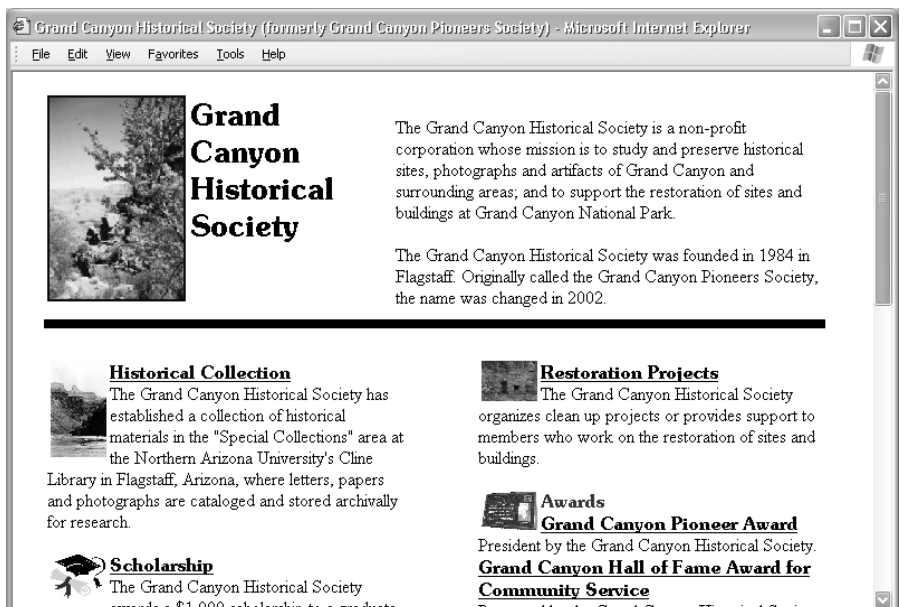 Grand Canyon Historical Society (formerly Grand Canyon Pioneers Society) - Microsoft Internet Explorer
File Edit View Favorites Tools Help
Grand
Canyon
Historical
Society
The Grand Canyon Historical Society is a non-profit
corporation whose mission is to study and preserve historical
sites, photographs and artifacts of Grand Canyon and
surrounding areas; and to support the restoration of sites and
buildings at Grand Canyon National Park.
The Grand Canyon Historical Society was founded in 1984 in
Flagstaff. Originally called the Grand Canyon Pioneers Society,
the name was changed in 2002.
Historical Collection
The Grand Canyon Historical Society has
established a collection of historical
materials in the "Special Collections" area at
the Northern Arizona University's Cline
Library in Flagstaff, Arizona, where letters, papers
and photographs are cataloged and stored archivally
for research.
Scholarship
The Grand Canyon Historical Society
awards a $1,000 scholarship to a graduate
Restoration Projects
The Grand Canyon Historical Society
organizes clean up projects or provides support to
members who work on the restoration of sites and
buildings.
Awards
Grand Canyon Pioneer Award
President by the Grand Canyon Historical Society.
Grand Canyon Hall of Fame Award for
Community Service